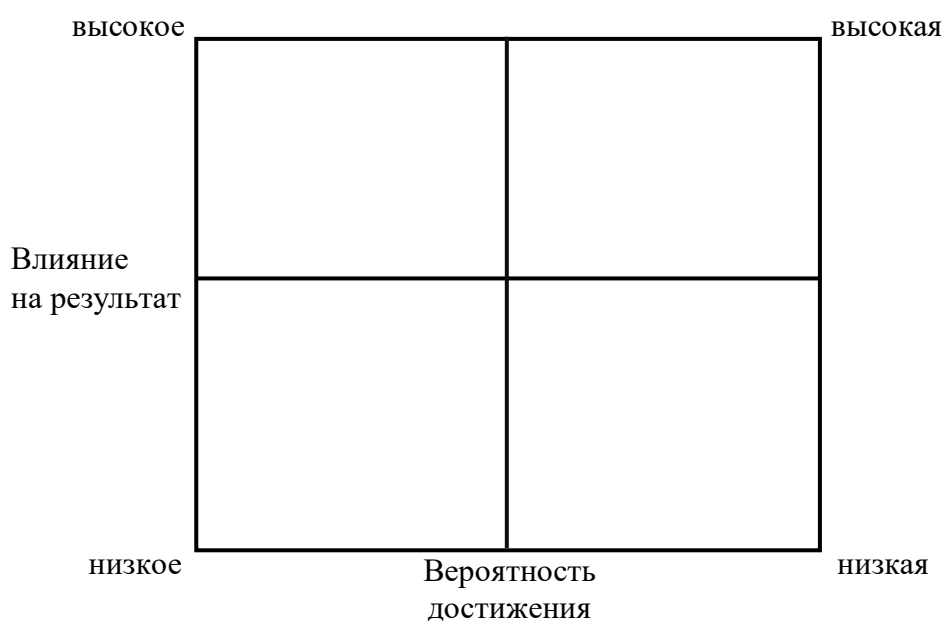 высокое
высокая
Влияние
на результат
низкое
Вероятность
достижения
низкая